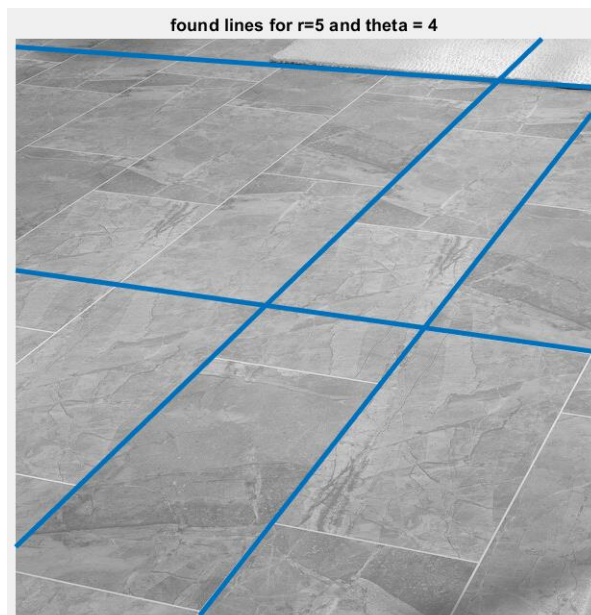 found lines for r=5 and theta = 4